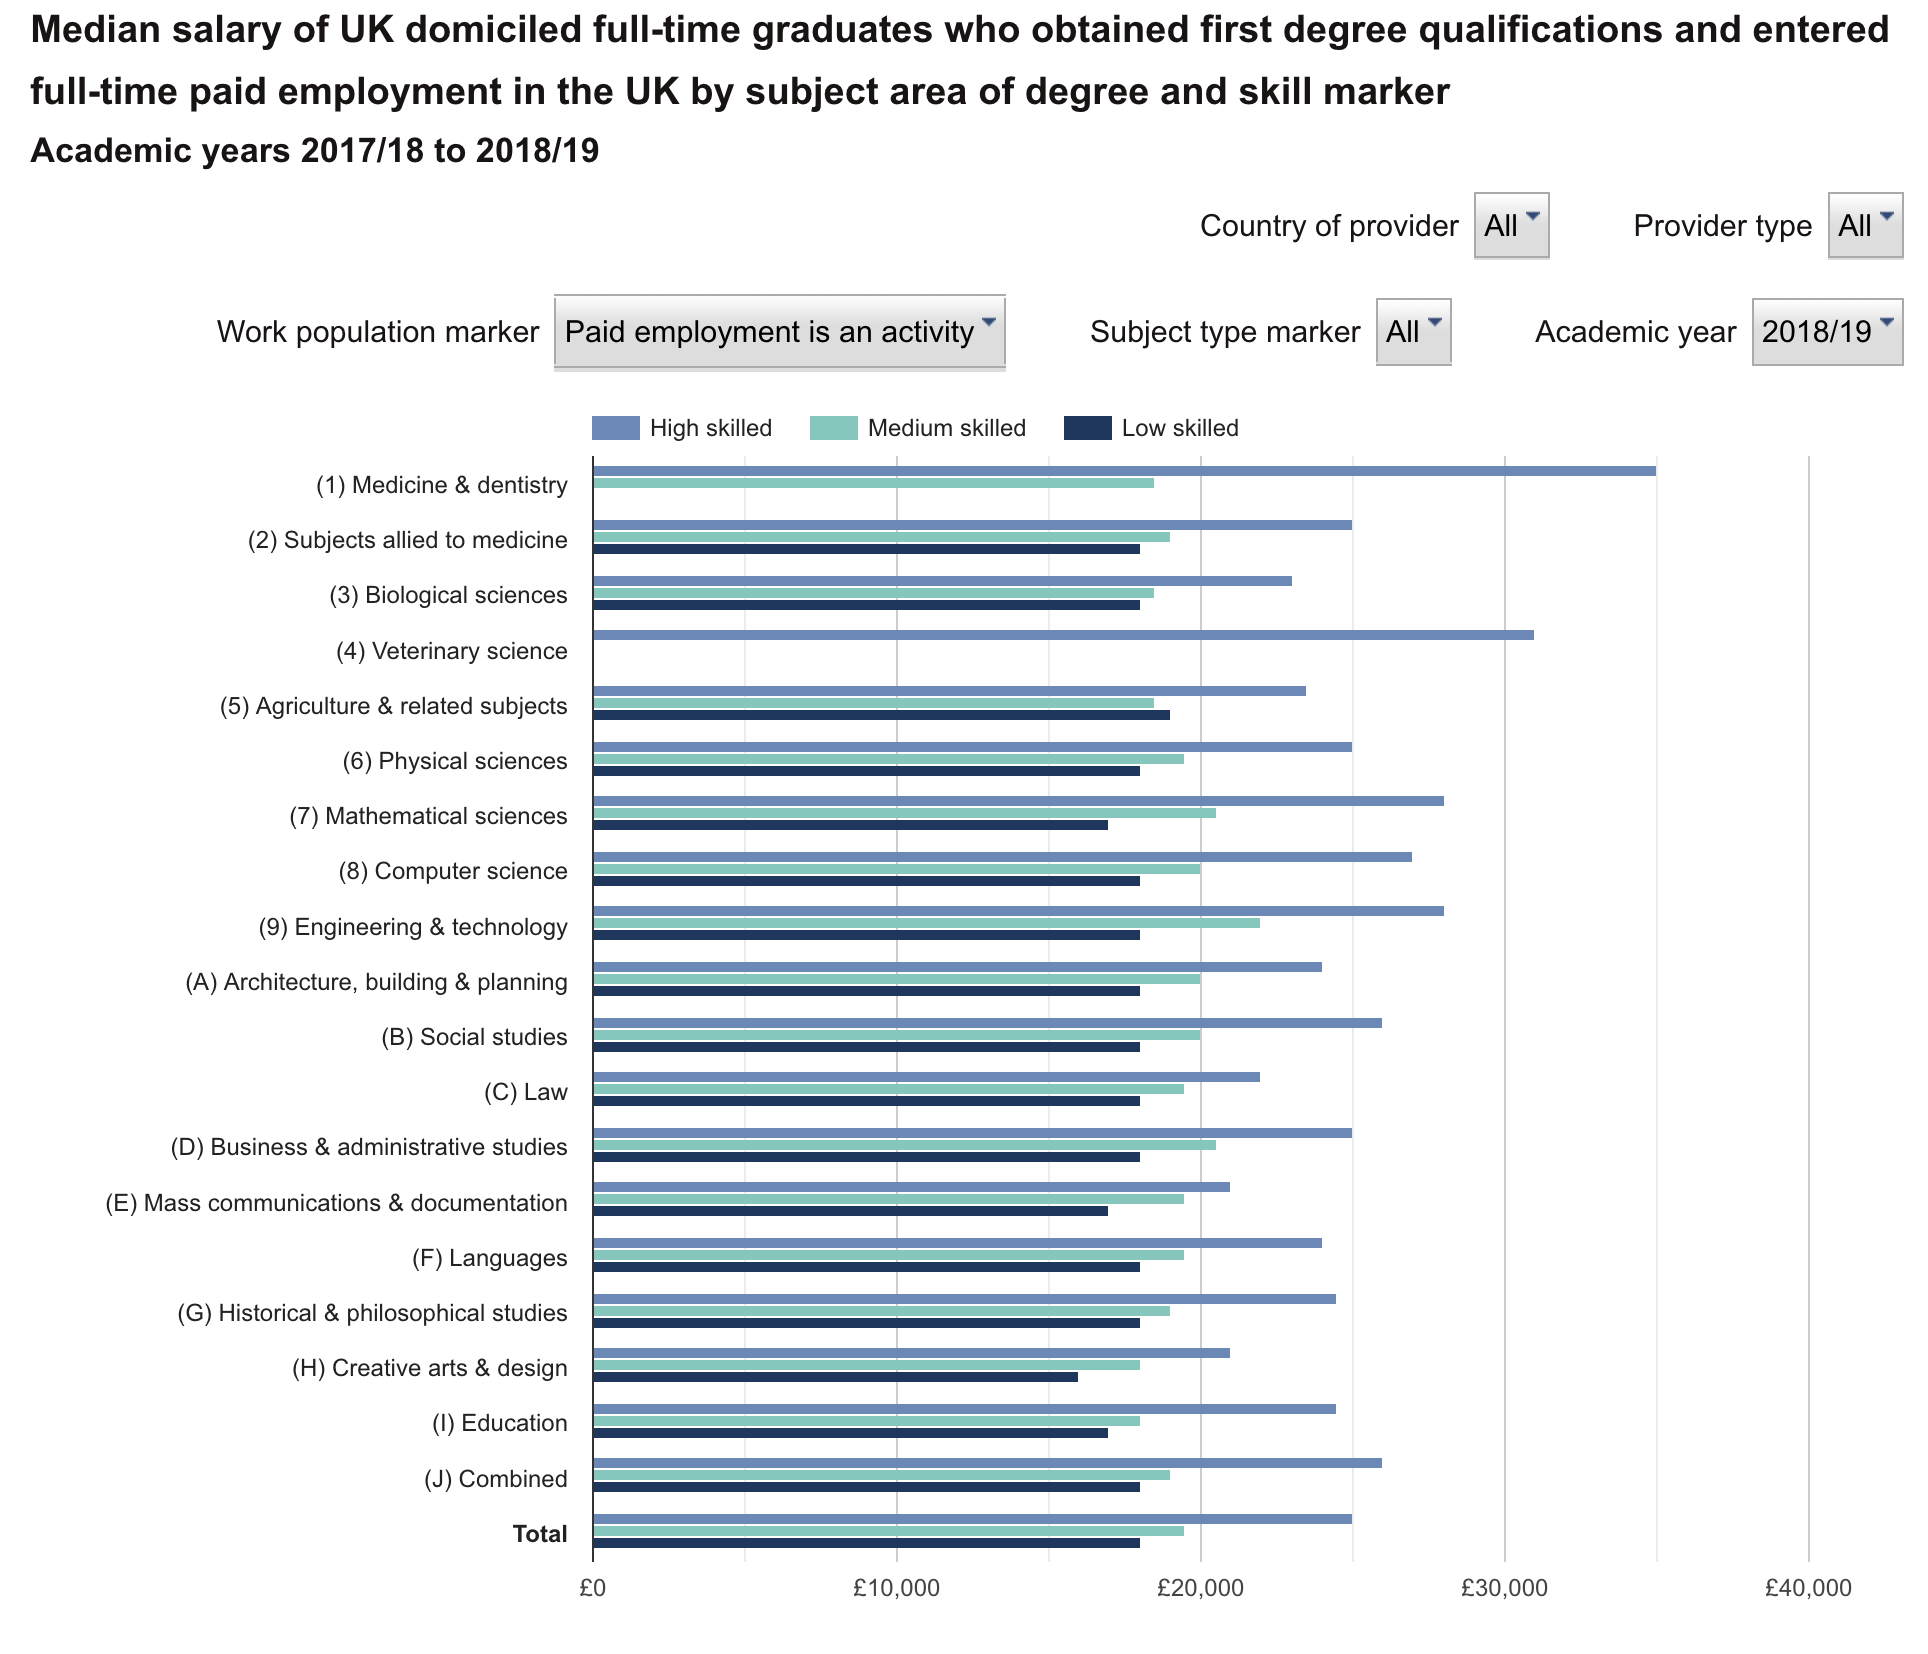 Median salary of UK domiciled full-time graduates who obtained first degree qualifications and entered
full-time paid employment in the UK by subject area of degree and skill marker
Academic years 2017/18 to 2018/19
Country of provider All Provider type All
Work population marker Paid employment is an activity Subject type marker All Academic year 2018/19
High skilled Medium skilled Low skilled
(1) Medicine & dentistry
(2) Subjects allied to medicine
(3) Biological sciences
(4) Veterinary science
(5) Agriculture & related subjects
(6) Physical sciences
(7) Mathematical sciences
(8) Computer science
(9) Engineering & technology
(A) Architecture, building & planning
(B) Social studies
(C) Law
(D) Business & administrative studies
(E) Mass communications & documentation
(F) Languages
(G) Historical & philosophical studies
(H) Creative arts & design
(I) Education
(J) Combined
Total
£0 £10,000 £20,000 £30,000 £40,000